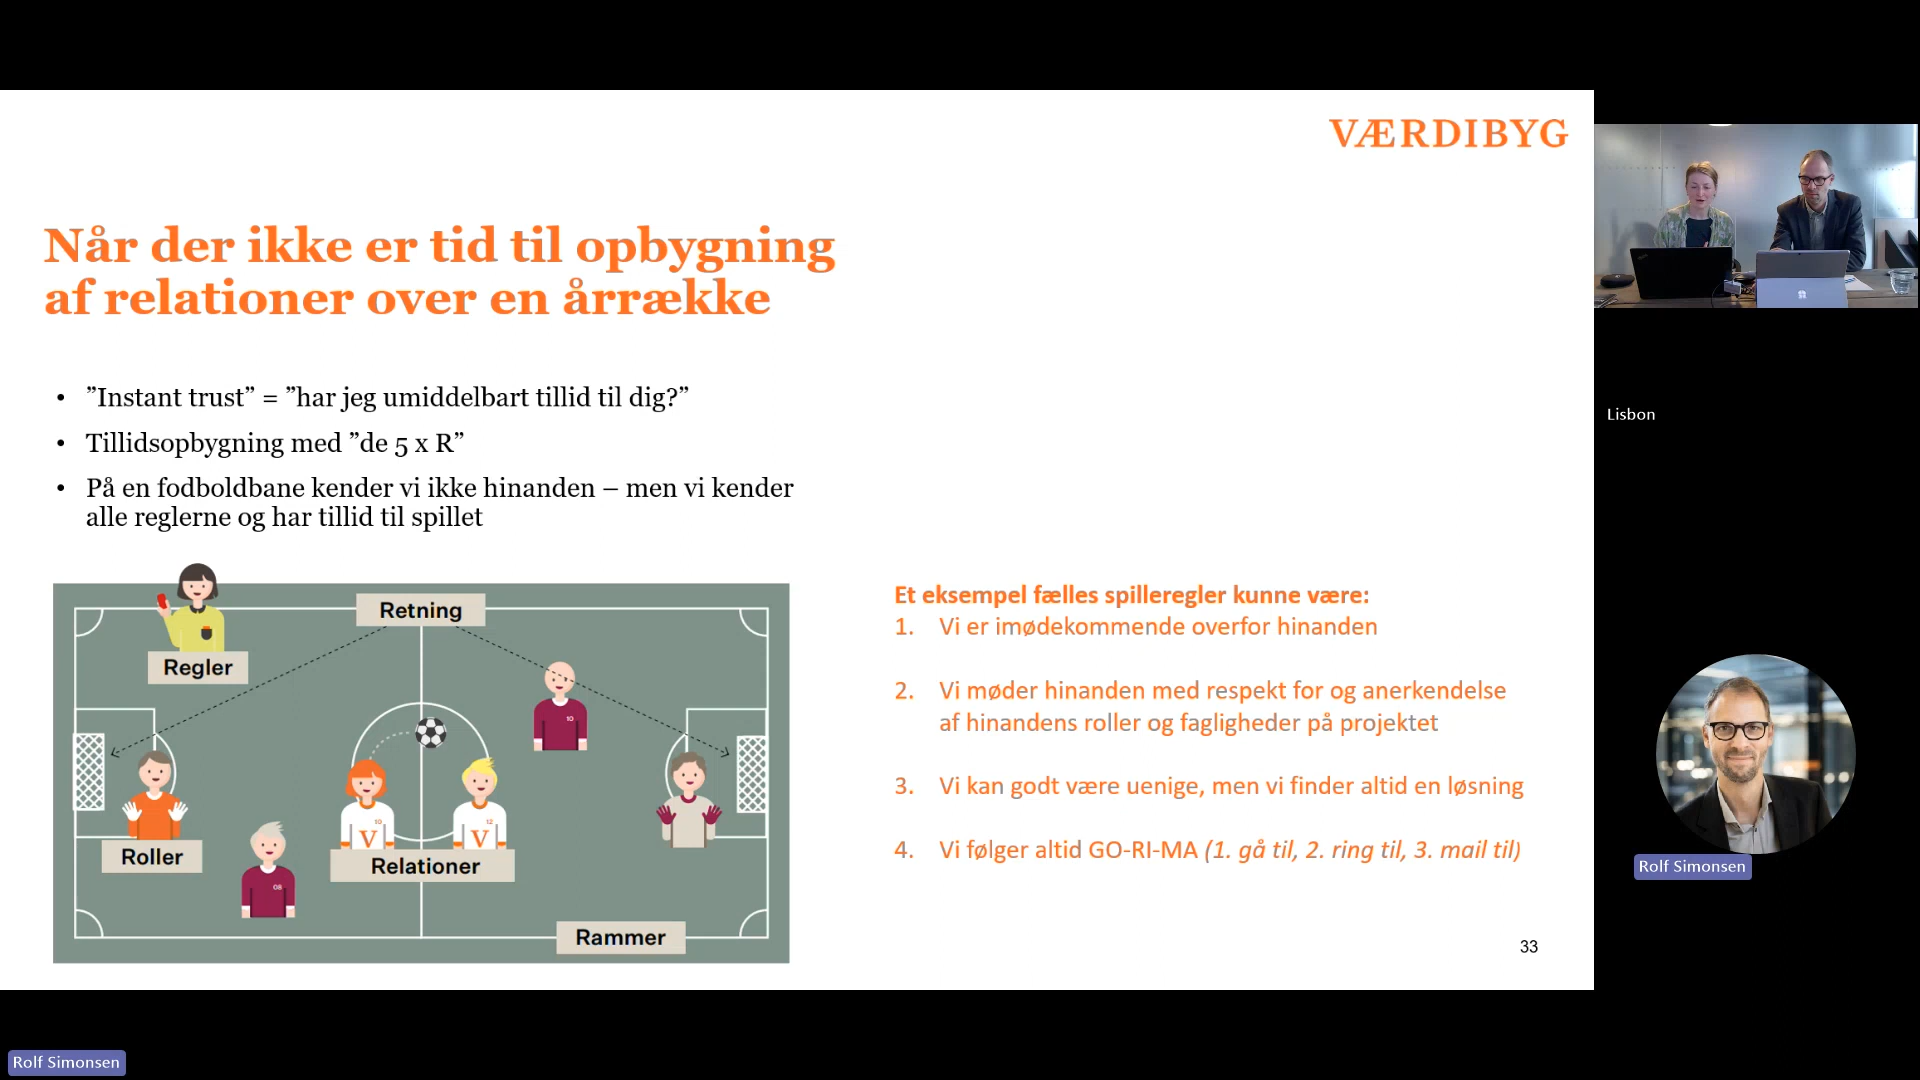 VÆRDIBYG
Når der ikke er tid til opbygning
af relationer over en årrække
• ”Instant trust” = ”har jeg umiddelbart tillid til dig?”
• Tillidsopbygning med ”de 5 x R”
• På en fodboldbane kender vi ikke hinanden – men vi kender
alle reglerne og har tillid til spillet
Retning
Regler
10
Roller
10
V
12
V
Relationer
08
Rammer
Et eksempel fælles spilleregler kunne være:
1. Vi er imødekommende overfor hinanden
2. Vi møder hinanden med respekt for og anerkendelse
af hinandens roller og fagligheder på projektet
3. Vi kan godt være uenige, men vi finder altid en løsning
4. Vi følger altid GO-RI-MA (1. gå til, 2. ring til, 3. mail til)
33
Lisbon
Rolf Simonsen
Rolf Simonsen